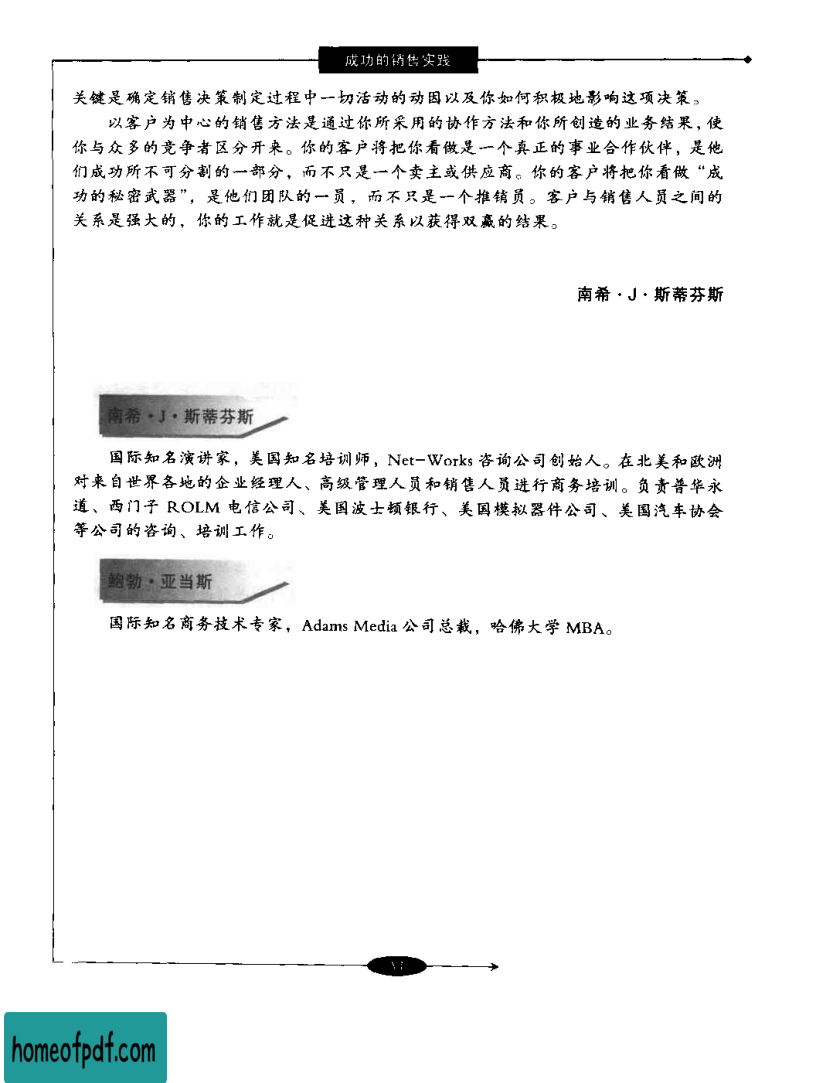 成功的销售实践
关键是确定销售决策制定过程中一切活动的动因以及你如何积极地影响这项决策。
以客户为中心的销售方法是通过你所采用的协作方法和你所创造的业务结果，使
你与众多的竞争者区分开来。你的客户将把你看做是一个真正的事业合作伙伴，是他
们成功所不可分割的一部分，而不只是一个卖主或供应商。你的客户将把你看做“成
功的秘密武器”，是他们团队的一员，而不只是一个推销员。客户与销售人员之间的
关系是强大的，你的工作就是促进这种关系以获得双赢的结果。
南希·J·斯蒂芬斯
南希·J·斯蒂芬斯
国际知名演讲家，美国知名培训师，Net-Works 咨询公司创始人。在北美和欧洲
对来自世界各地的企业经理人、高级管理人员和销售人员进行商务培训。负责普华永
道、西门子 ROLM 电信公司、美国波士顿银行、美国模拟器件公司、美国汽车协会
等公司的咨询、培训工作。
鲍勃·亚当斯
国际知名商务技术专家，Adams Media 公司总裁，哈佛大学 MBA。
homeofpdf.com